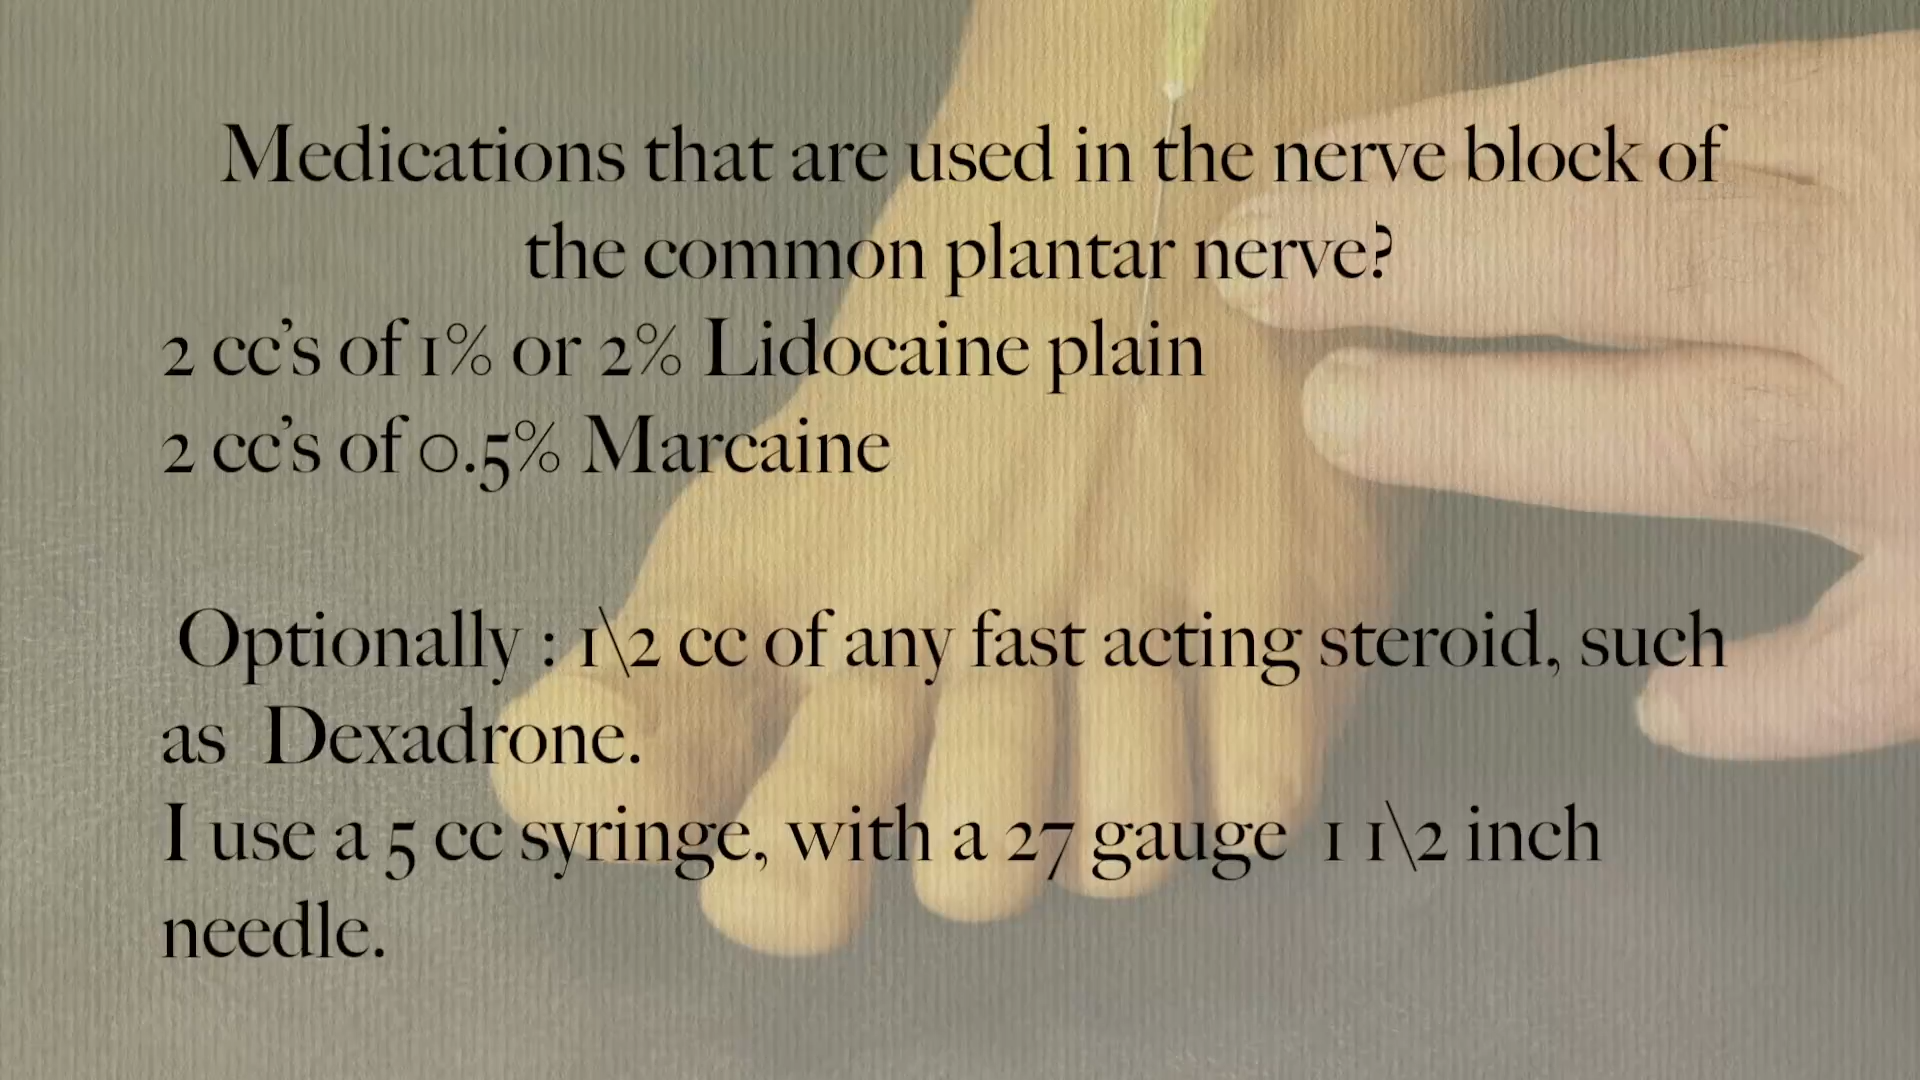 Medications that are used in the nerve block of
the common plantar nerve?
2 cc's of 1% or 2% Lidocaine plain
2 cc's of 0.5% Marcaine
Optionally : 1\2 cc of any fast acting steroid, such
as Dexadrone.
I use a 5 cc syringe, with a 27 gauge 1 1\2 inch
needle.